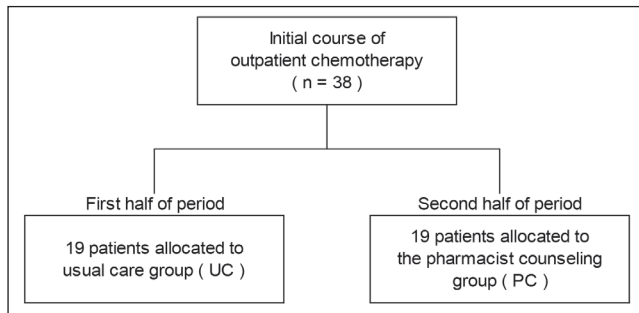 Initial course of
outpatient chemotherapy
( n = 38 )
First half of period
19 patients allocated to
usual care group ( UC )
Second half of period
19 patients allocated to
the pharmacist counseling
group ( PC )